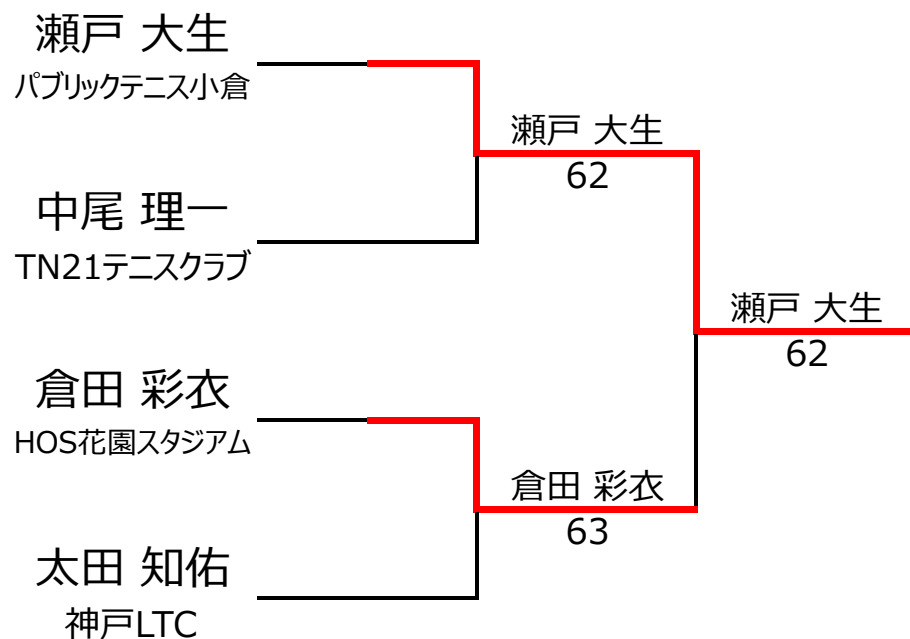 瀬戸 大生
パブリックテニス小倉
中尾 理一
TN21テニスクラブ
倉田 彩衣
HOS花園スタジアム
太田 知佑
神戸LTC
瀬戸 大生
62
倉田 彩衣
63
瀬戸 大生
62